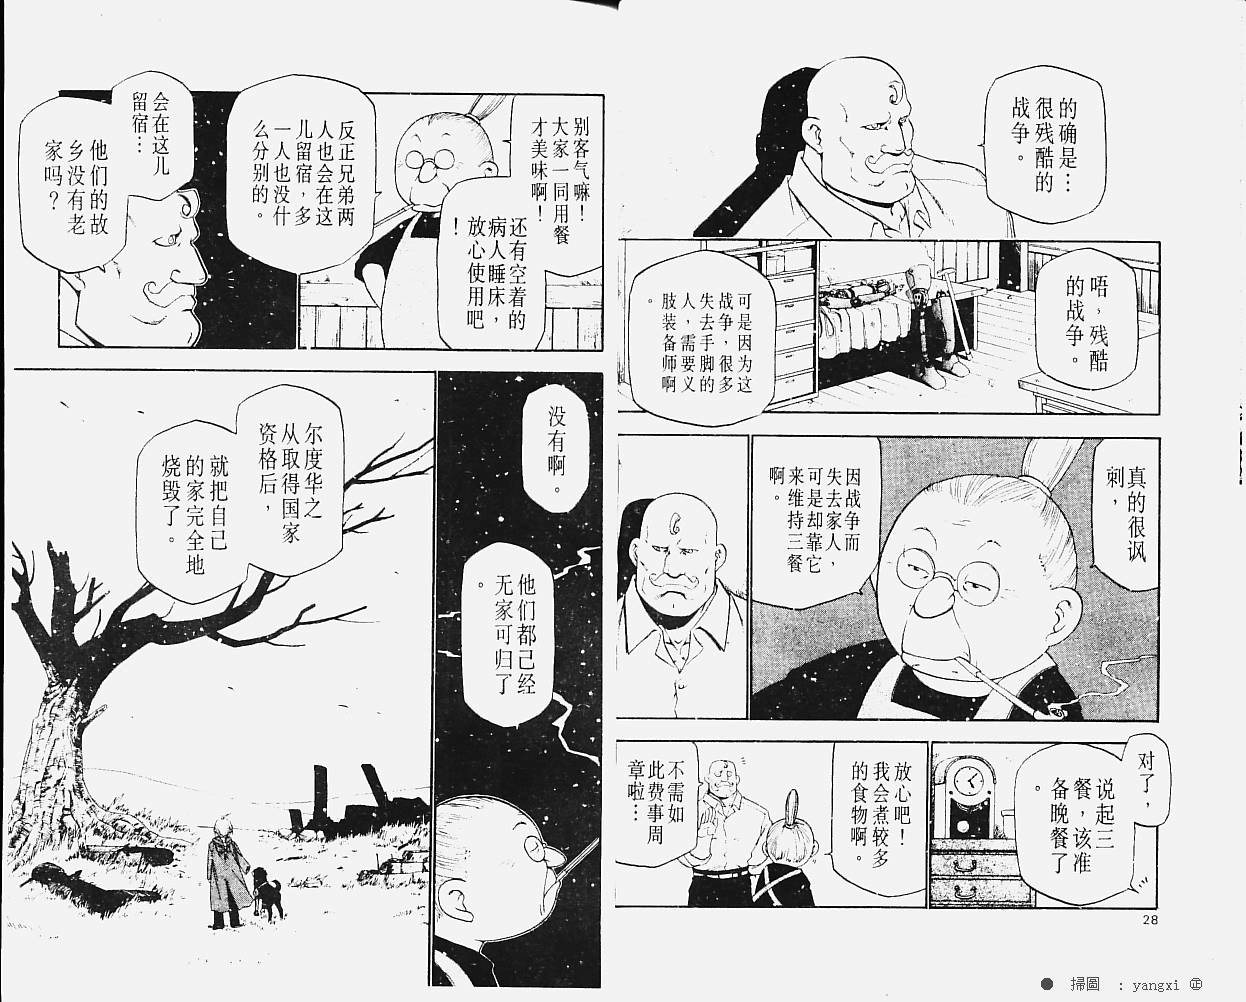 的确是…
很残酷的
战争。
唔，残酷
的战争。
可是因为这
战争，很多
失去手脚的
人，需要义
肢装备师啊
。
真的很讽
刺，
因战争而
失去家人，
可是却靠它
来维持三餐
啊。
对了，
说起三
餐，该准
备晚餐了
。
放心吧！
我会煮较多
的食物啊。
不需如
此费事周
章啦…
28
别客气嘛！
大家一同用餐
才美味啊！
还有空着的
病人睡床，
放心使用吧
！
反正兄弟两
人也会在这
儿留宿，多
一人也没什
么分别的。
会在这儿
留宿…
他们的故
乡没有老
家吗？
没有啊。
他们都己经
无家可归了
。
尔度华之
从取得国家
资格后，
就把自己
的家完全地
烧毁了。
● 掃圖 : yangxi ㊣